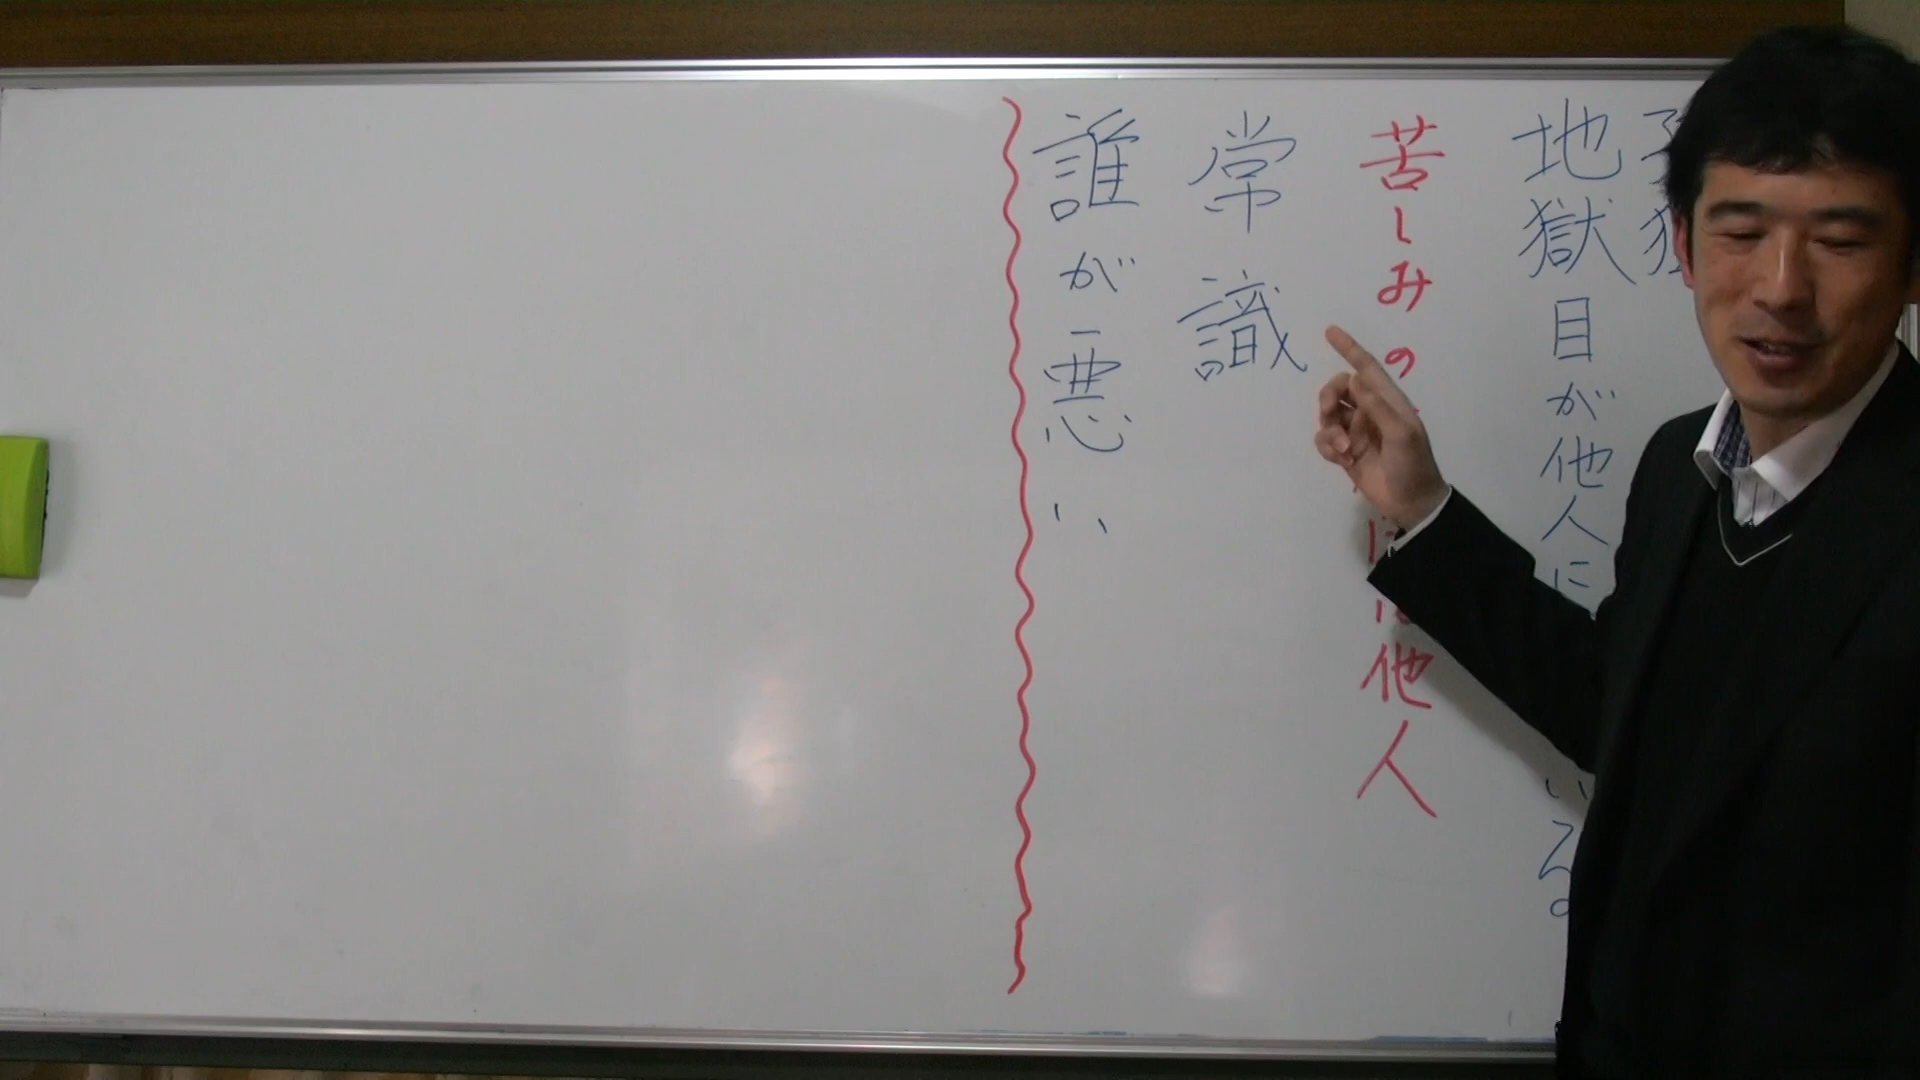 地獄目が他人に いる。
苦しみの は他人
常識
誰が悪い